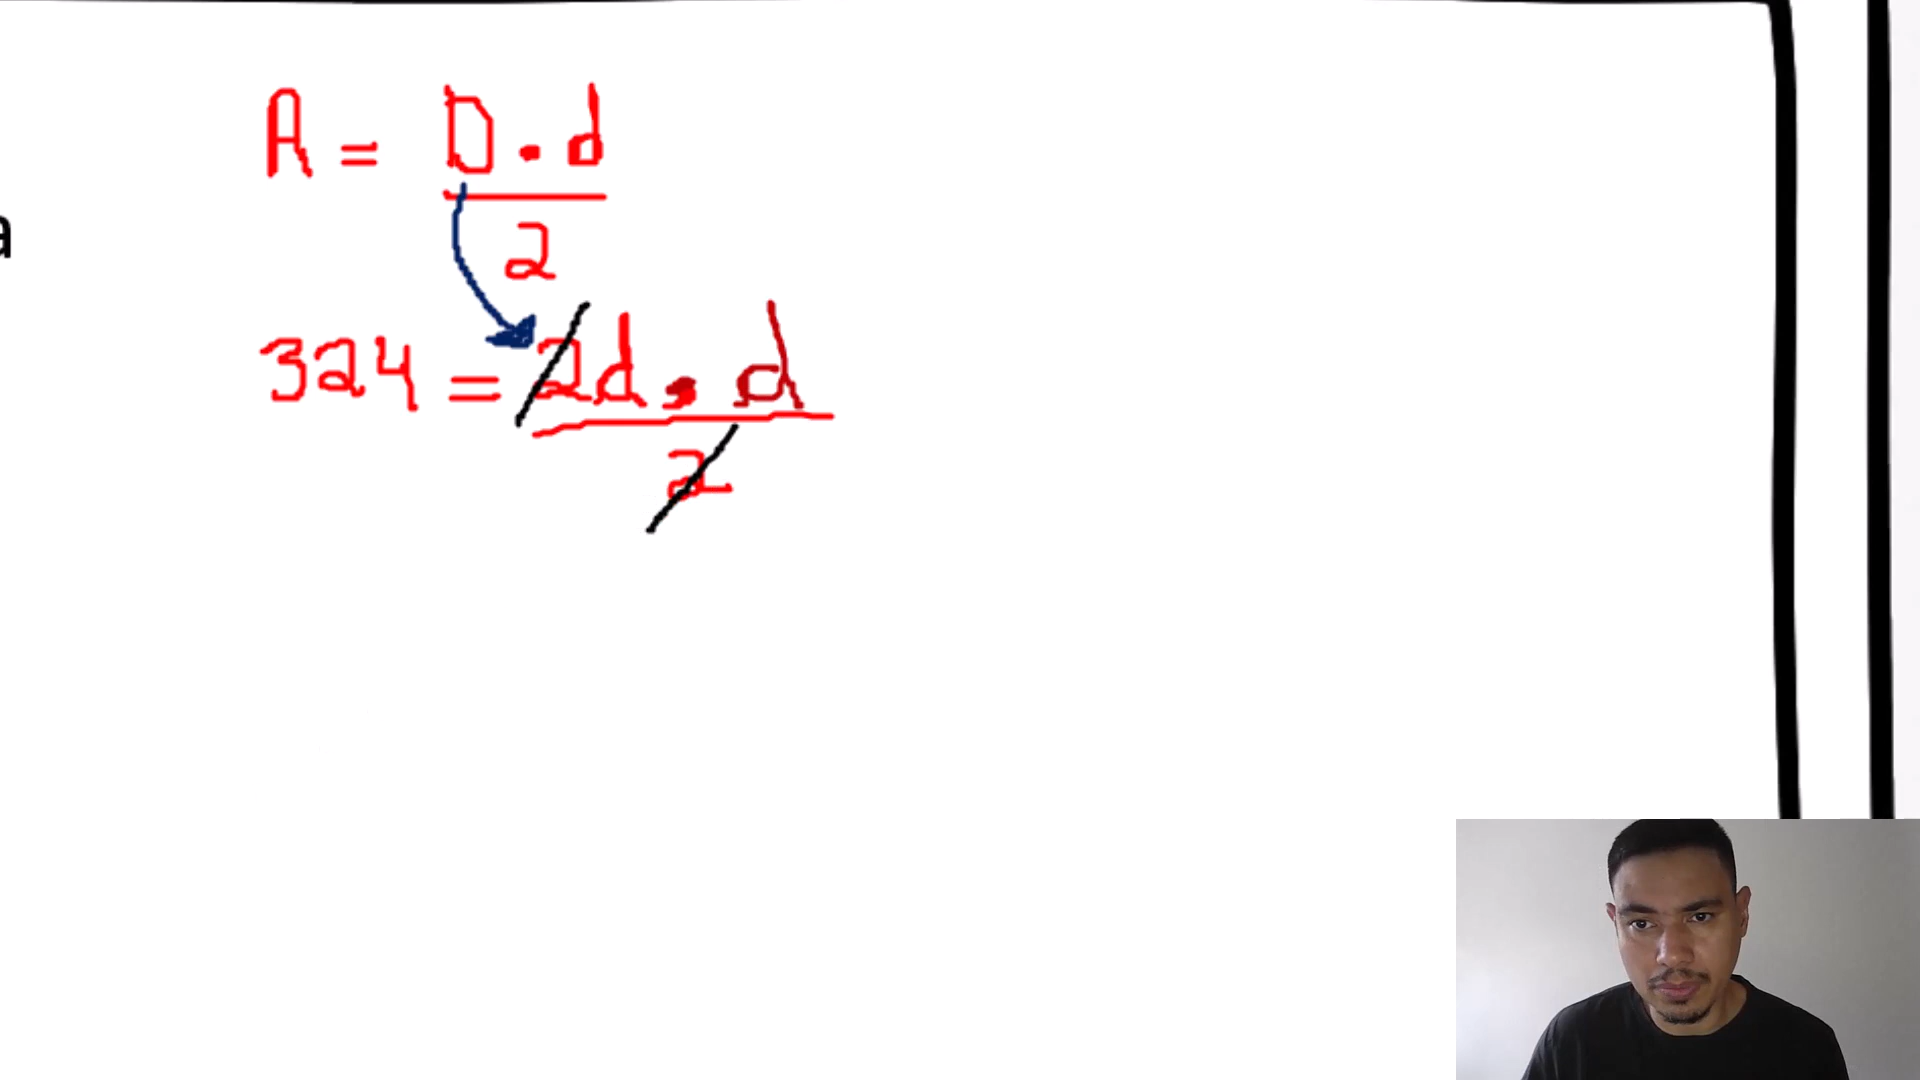 a
A = D . d
2
324 = 2d . d
2